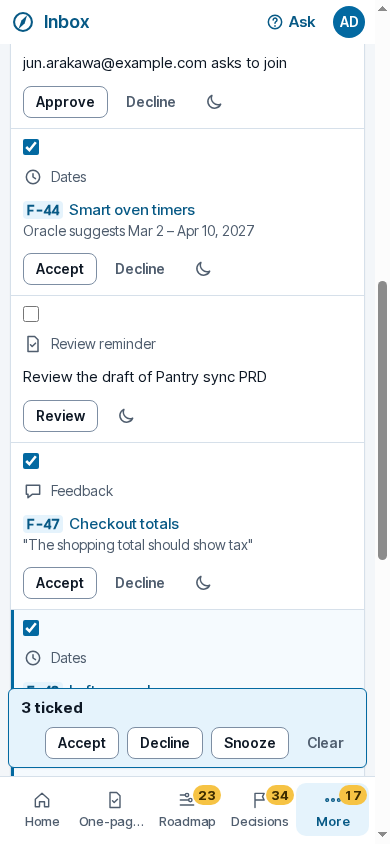 Inbox
Ask
AD
jun.arakawa@example.com asks to join
Approve
Decline
Dates
F-44 Smart oven timers
Oracle suggests Mar 2 – Apr 10, 2027
Accept
Decline
Review reminder
Review the draft of Pantry sync PRD
Review
Feedback
F-47 Checkout totals
"The shopping total should show tax"
Accept
Decline
Dates
3 ticked
Accept
Decline
Snooze
Clear
23
34
17
Home
One-pag…
Roadmap
Decisions
More